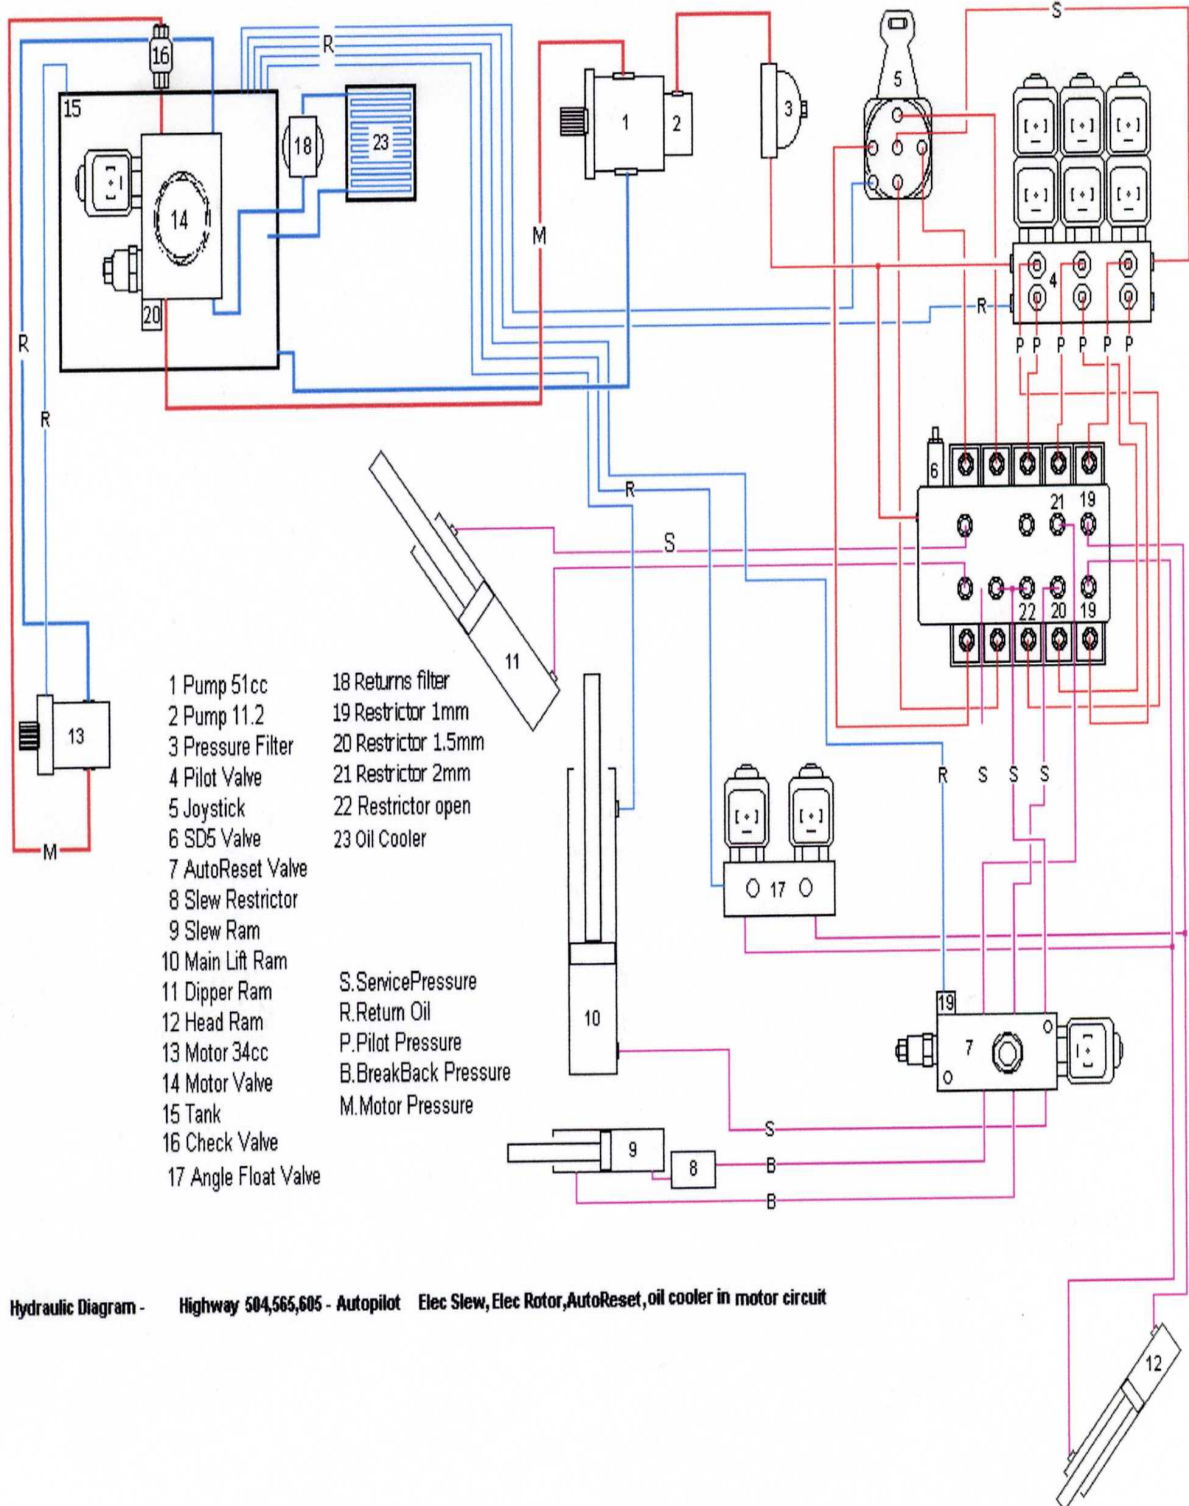 S
R
16
15
5
3
1
2
18
23
14
4
M
R
20
R
P P P P P P
R
6
21 19
R
S
22 20 19
11
1 Pump 51cc
2 Pump 11.2
3 Pressure Filter
4 Pilot Valve
5 Joystick
6 SD5 Valve
7 AutoReset Valve
8 Slew Restrictor
9 Slew Ram
10 Main Lift Ram
11 Dipper Ram
12 Head Ram
13 Motor 34cc
14 Motor Valve
15 Tank
16 Check Valve
17 Angle Float Valve
18 Returns filter
19 Restrictor 1mm
20 Restrictor 1.5mm
21 Restrictor 2mm
22 Restrictor open
23 Oil Cooler
S.ServicePressure
R.Return Oil
P.Pilot Pressure
B.BreakBack Pressure
M.Motor Pressure
13
M
R S S S
17
19
10
7
S
9
8
B
B
Hydraulic Diagram - Highway 504,565,605 - Autopilot Elec Slew, Elec Rotor,AutoReset,oil cooler in motor circuit
12